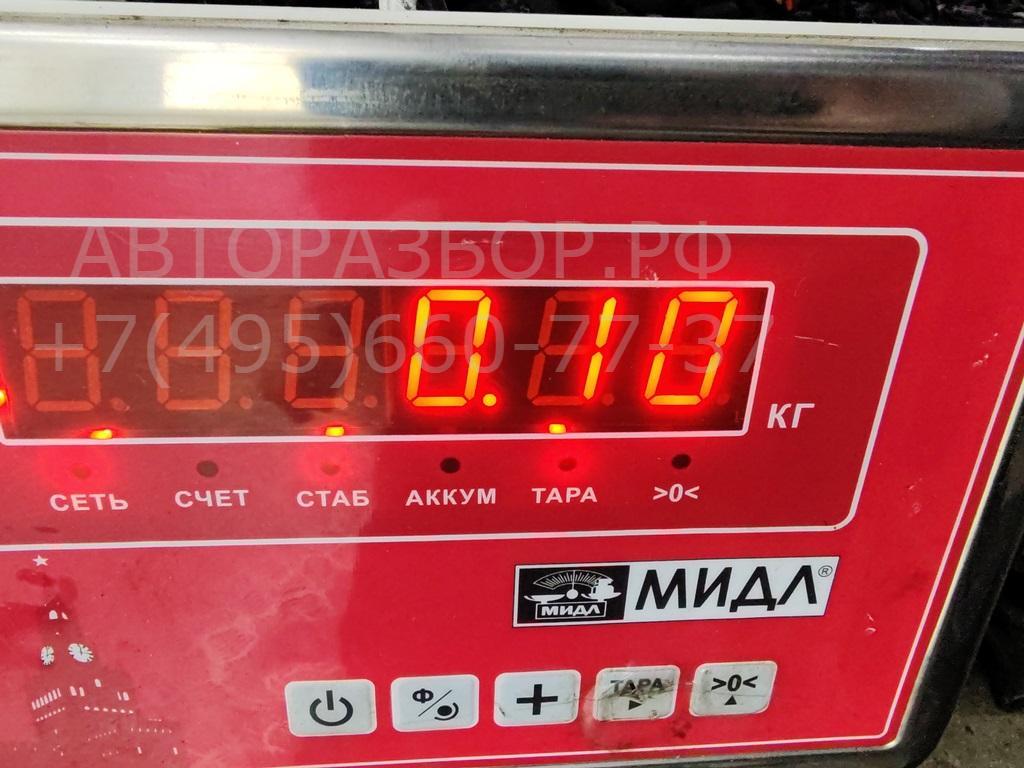 АВТОРАЗБОР.РФ
+7(495)660-77-37
0.10
КГ
СЕТЬ СЧЕТ СТАБ АККУМ ТАРА >0<
МИДЛ МИДЛ®
Ф ТАРА >0<